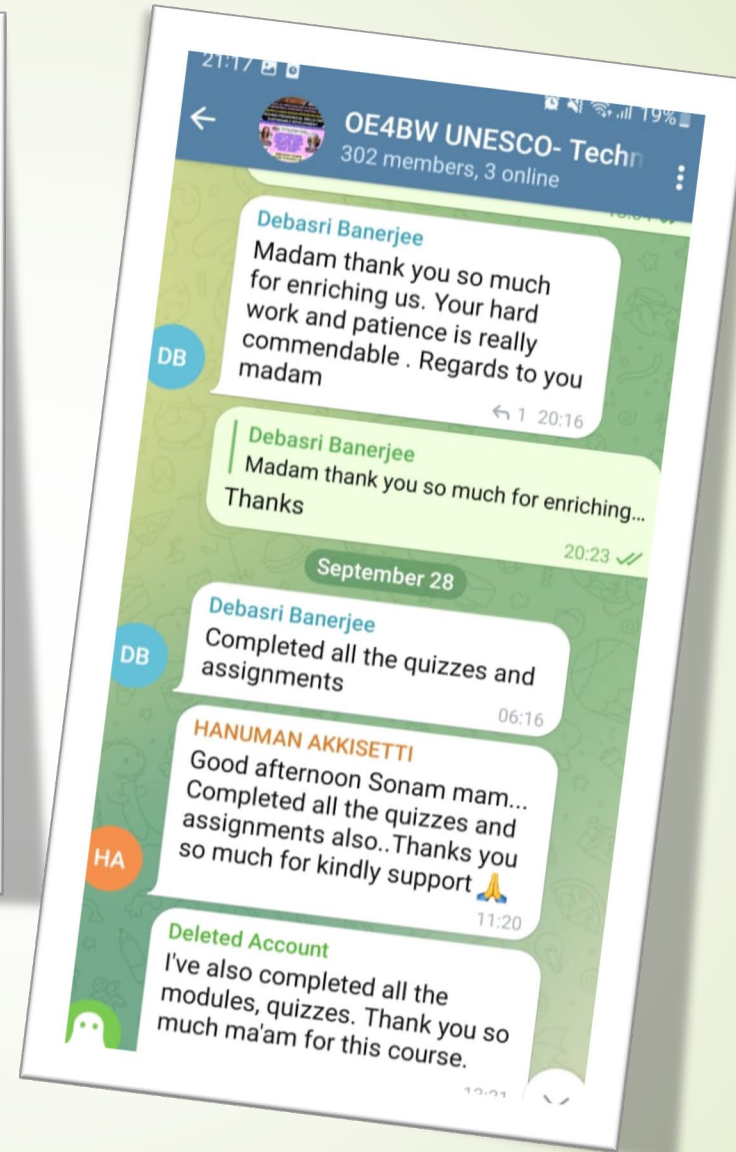 21:17
19%
OE4BW UNESCO- Techn
302 members, 3 online
Debasri Banerjee
Madam thank you so much
for enriching us. Your hard
work and patience is really
commendable . Regards to you
madam
1 20:16
DB
Debasri Banerjee
Madam thank you so much for enriching...
Thanks
20:23
September 28
Debasri Banerjee
Completed all the quizzes and
assignments
06:16
DB
HANUMAN AKKISETTI
Good afternoon Sonam mam...
Completed all the quizzes and
assignments also..Thanks you
so much for kindly support 🙏
11:20
HA
Deleted Account
I've also completed all the
modules, quizzes. Thank you so
much ma'am for this course.